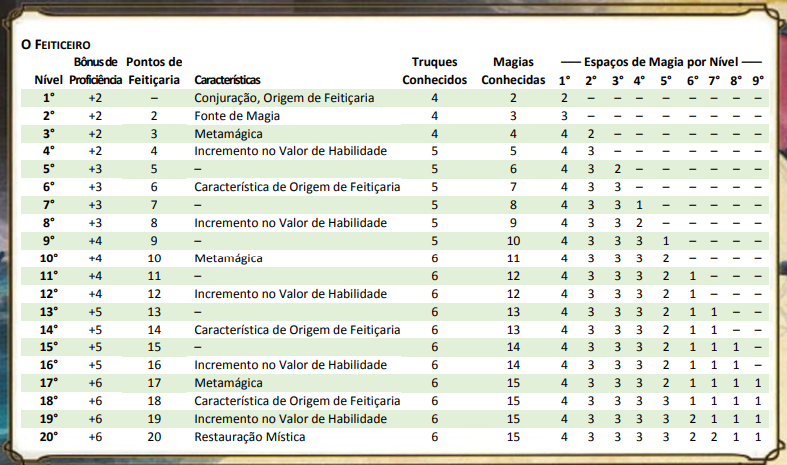 O FEITICEIRO
Bônus de Pontos de Truques Magias — Espaços de Magia por Nível —
Nível Proficiência Feitiçaria Características Conhecidos Conhecidas 1° 2° 3° 4° 5° 6° 7° 8° 9°
1° +2 – Conjuração, Origem de Feitiçaria 4 2 2 – – – – – – – –
2° +2 2 Fonte de Magia 4 3 3 – – – – – – – –
3° +2 3 Metamágica 4 4 4 2 – – – – – – –
4° +2 4 Incremento no Valor de Habilidade 5 5 4 3 – – – – – – –
5° +3 5 – 5 6 4 3 2 – – – – – –
6° +3 6 Característica de Origem de Feitiçaria 5 7 4 3 3 – – – – – –
7° +3 7 – 5 8 4 3 3 1 – – – – –
8° +3 8 Incremento no Valor de Habilidade 5 9 4 3 3 2 – – – – –
9° +4 9 – 5 10 4 3 3 3 1 – – – –
10° +4 10 Metamágica 6 11 4 3 3 3 2 – – – –
11° +4 11 – 6 12 4 3 3 3 2 1 – – –
12° +4 12 Incremento no Valor de Habilidade 6 12 4 3 3 3 2 1 – – –
13° +5 13 – 6 13 4 3 3 3 2 1 1 – –
14° +5 14 Característica de Origem de Feitiçaria 6 13 4 3 3 3 2 1 1 – –
15° +5 15 – 6 14 4 3 3 3 2 1 1 1 –
16° +5 16 Incremento no Valor de Habilidade 6 14 4 3 3 3 2 1 1 1 –
17° +6 17 Metamágica 6 15 4 3 3 3 2 1 1 1 1
18° +6 18 Característica de Origem de Feitiçaria 6 15 4 3 3 3 3 1 1 1 1
19° +6 19 Incremento no Valor de Habilidade 6 15 4 3 3 3 3 2 1 1 1
20° +6 20 Restauração Mística 6 15 4 3 3 3 3 2 2 1 1